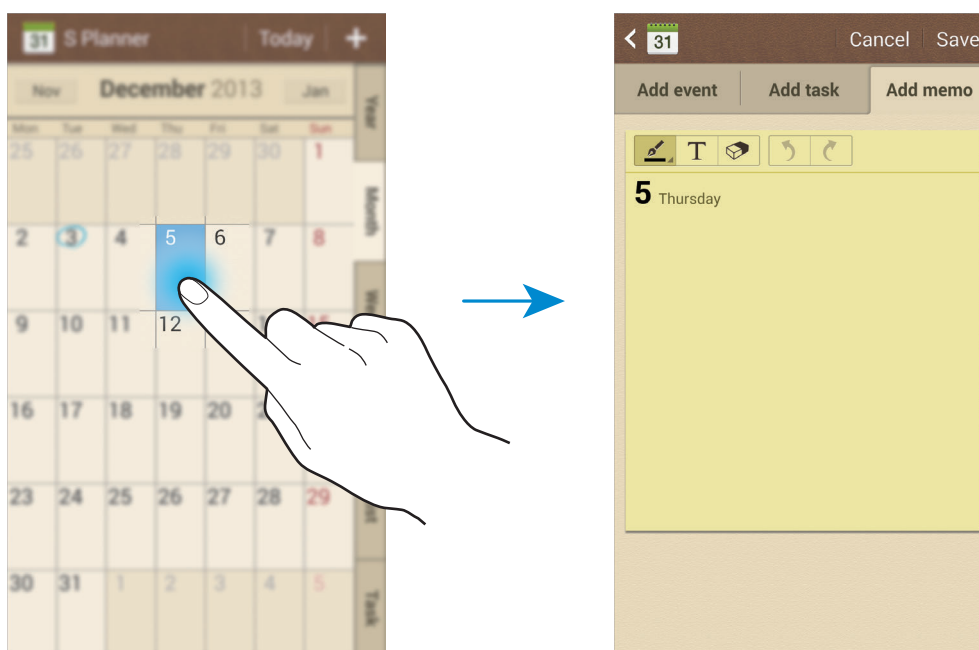 31 S Planner Today +
Nov December 2013 Jan
Year
Mon Tue Wed Thu Fri Sat Sun
25 26 27 28 29 30 1
Month
2 3 4 5 6 7 8
9 10 11 12
16 17 18 19 20
23 24 25 26 27 28 29
30 31 1 2 3 4 5
Task
31 Cancel Save
Add event Add task Add memo
T
5 Thursday